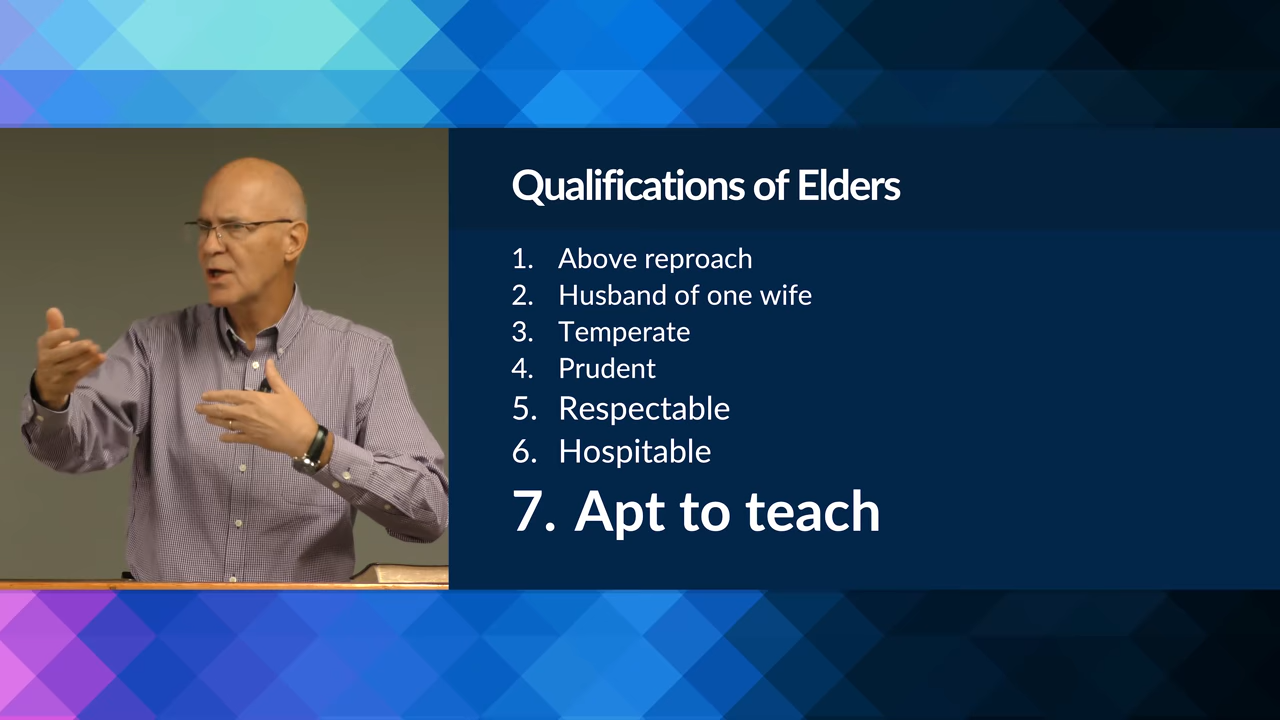 Qualifications of Elders
1. Above reproach
2. Husband of one wife
3. Temperate
4. Prudent
5. Respectable
6. Hospitable
7. Apt to teach